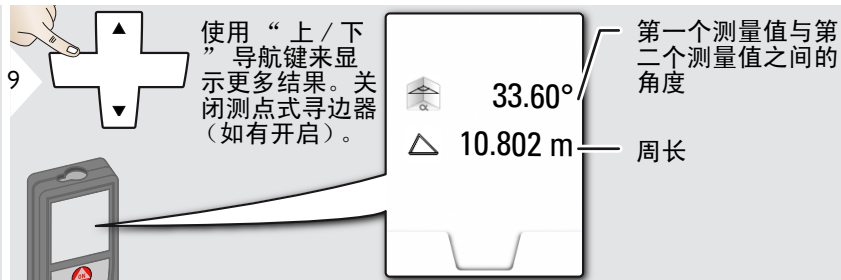 9
使用“上/下
”导航键来显
示更多结果。关
闭测点式寻边器
（如有开启）。
α
33.60°
10.802 m
第一个测量值与第
二个测量值之间的
角度
周长
ON